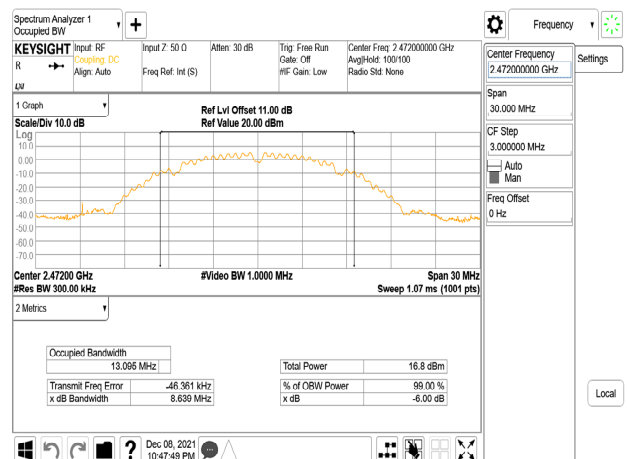 Spectrum Analyzer 1
Occupied BW
Frequency
KEYSIGHT Input: RF Input Z: 50 Ω Atten: 30 dB Trig: Free Run Center Freq: 2.472000000 GHz
Coupling: DC Gate: Off Avg|Hold: 100/100
R Align: Auto Freq Ref: Int (S) #IF Gain: Low Radio Std: None
Center Frequency
2.472000000 GHz
Settings
Span
30.000 MHz
CF Step
3.000000 MHz
Auto
Man
Freq Offset
0 Hz
Local
1 Graph
Ref Lvl Offset 11.00 dB
Scale/Div 10.0 dB Ref Value 20.00 dBm
Log
10.0
0.00
-10.0
-20.0
-30.0
-40.0
-50.0
-60.0
-70.0
Center 2.47200 GHz #Video BW 1.0000 MHz Span 30 MHz
#Res BW 300.00 kHz Sweep 1.07 ms (1001 pts)
2 Metrics
Occupied Bandwidth
13.095 MHz Total Power 16.8 dBm
Transmit Freq Error -46.361 kHz % of OBW Power 99.00 %
x dB Bandwidth 8.639 MHz x dB -6.00 dB
Dec 08, 2021
10:47:49 PM